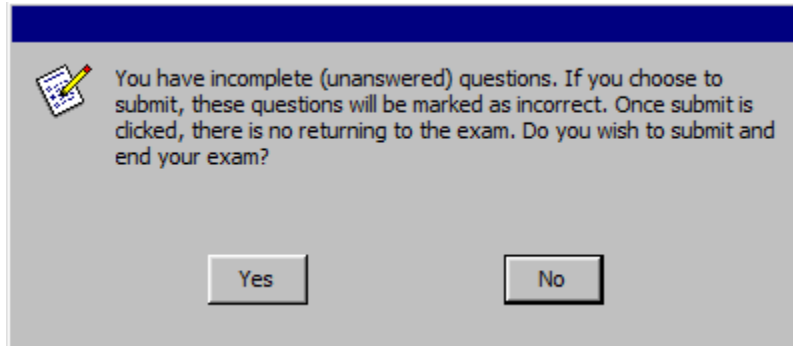 You have incomplete (unanswered) questions. If you choose to
submit, these questions will be marked as incorrect. Once submit is
clicked, there is no returning to the exam. Do you wish to submit and
end your exam?
Yes
No